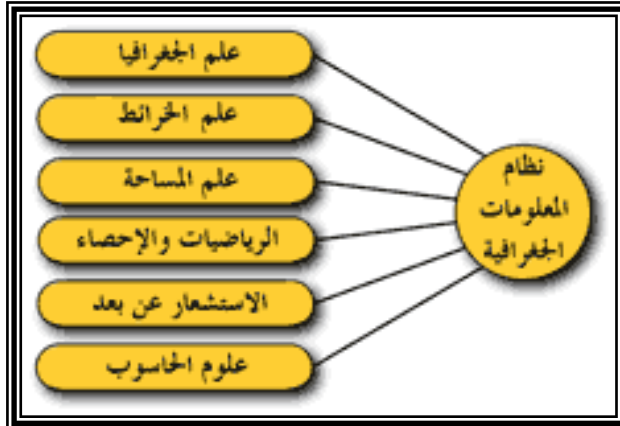 علم الجغرافيا
علم الخرائط
علم المساحة
الرياضيات والإحصاء
الاستشعار عن بعد
علوم الحاسوب
نظام
المعلومات
الجغرافية